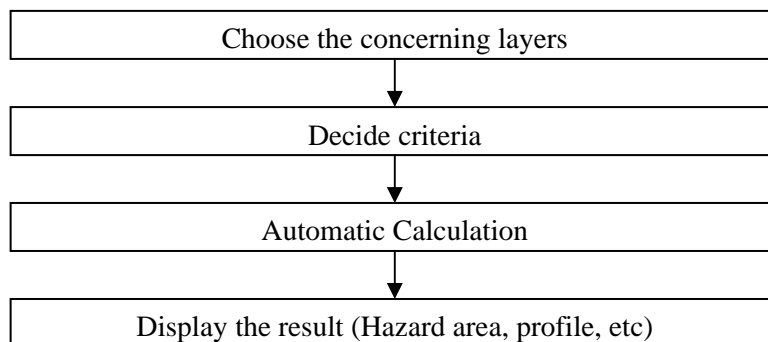 Choose the concerning layers
Decide criteria
Automatic Calculation
Display the result (Hazard area, profile, etc)